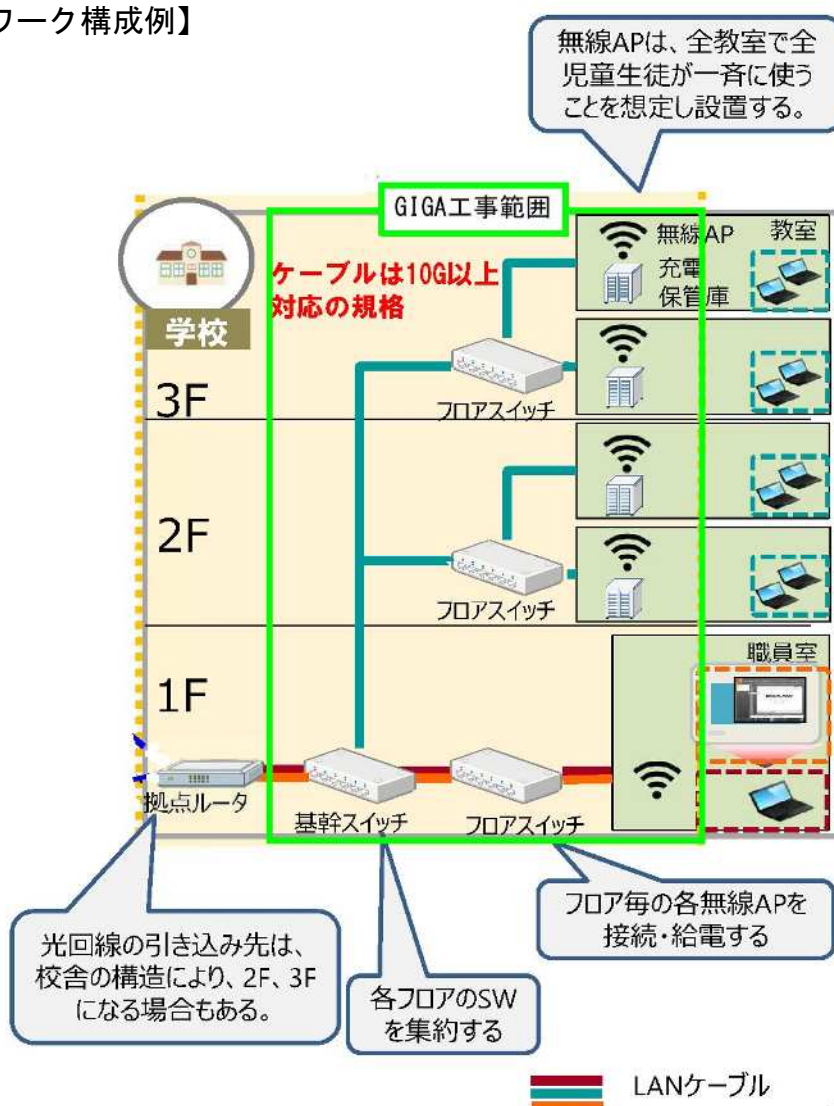 ワーク構成例】
無線APは、全教室で全
児童生徒が一斉に使う
ことを想定し設置する。
GIGA工事範囲
無線AP
教室
充電
保管庫
ケーブルは10G以上
対応の規格
学校
3F
フロアスイッチ
2F
フロアスイッチ
職員室
1F
拠点ルータ
基幹スイッチ
フロアスイッチ
フロア毎の各無線APを
接続・給電する
光回線の引き込み先は、
校舎の構造により、2F、3F
になる場合もある。
各フロアのSW
を集約する
LANケーブル